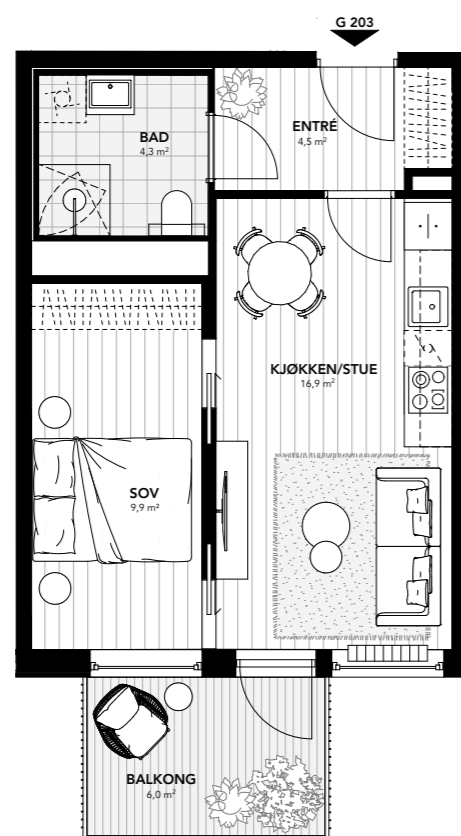 G 203
BAD
4,3 m²
ENTRÉ
4,5 m²
KJØKKEN/STUE
16,9 m²
SOV
9,9 m²
BALKONG
6,0 m²